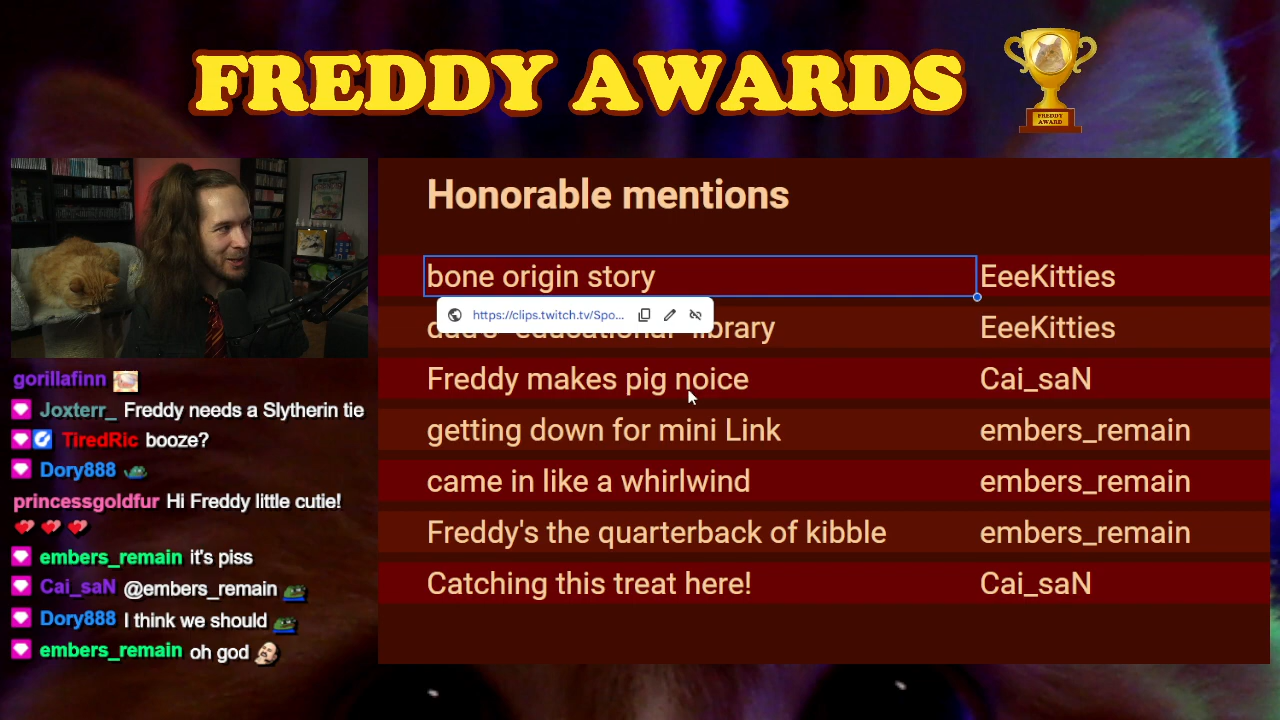 FREDDY AWARDS
FREDDY
AWARD
Honorable mentions
bone origin story EeeKitties
https://clips.twitch.tv/Spo...
dad's "educational" library EeeKitties
Freddy makes pig noice Cai_saN
getting down for mini Link embers_remain
came in like a whirlwind embers_remain
Freddy's the quarterback of kibble embers_remain
Catching this treat here! Cai_saN
gorillafinn
Joxterr_ Freddy needs a Slytherin tie
TiredRic booze?
Dory888
princessgoldfur Hi Freddy little cutie!
embers_remain it's piss
Cai_saN @embers_remain
Dory888 I think we should
embers_remain oh god